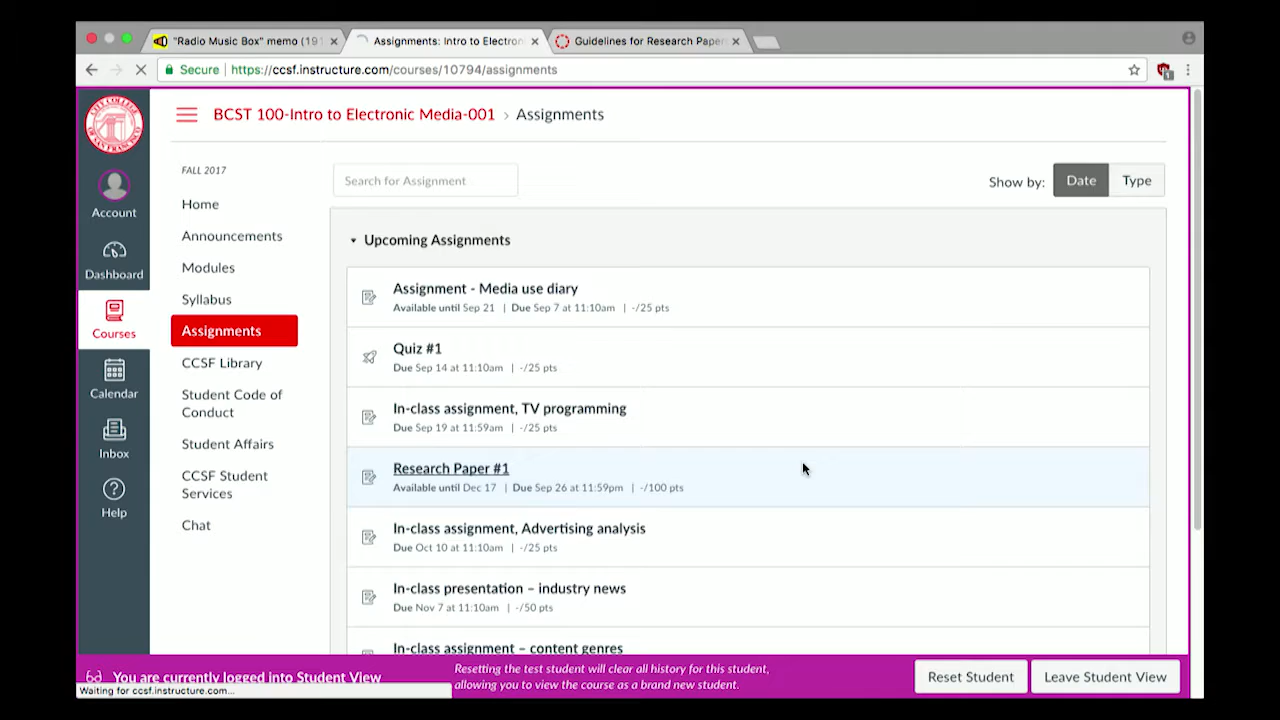 "Radio Music Box" memo (191
Assignments: Intro to Electron
Guidelines for Research Paper
Secure
https://ccsf.instructure.com/courses/10794/assignments
BCST 100-Intro to Electronic Media-001 › Assignments
Account
Dashboard
Courses
Calendar
Inbox
Help
FALL 2017
Home
Announcements
Modules
Syllabus
Assignments
CCSF Library
Student Code of
Conduct
Student Affairs
CCSF Student
Services
Chat
Search for Assignment
Show by: Date Type
Upcoming Assignments
Assignment - Media use diary
Available until Sep 21 | Due Sep 7 at 11:10am | -/25 pts
Quiz #1
Due Sep 14 at 11:10am | -/25 pts
In-class assignment, TV programming
Due Sep 19 at 11:59am | -/25 pts
Research Paper #1
Available until Dec 17 | Due Sep 26 at 11:59pm | -/100 pts
In-class assignment, Advertising analysis
Due Oct 10 at 11:10am | -/25 pts
In-class presentation – industry news
Due Nov 7 at 11:10am | -/50 pts
In-class assignment – content genres
You are currently logged into Student View
Resetting the test student will clear all history for this student,
allowing you to view the course as a brand new student.
Reset Student
Leave Student View
Waiting for ccsf.instructure.com...